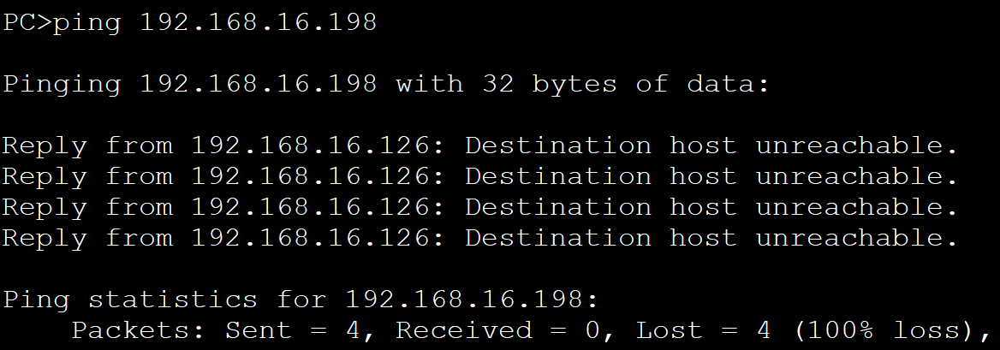 PC>ping 192.168.16.198
Pinging 192.168.16.198 with 32 bytes of data:
Reply from 192.168.16.126: Destination host unreachable.
Reply from 192.168.16.126: Destination host unreachable.
Reply from 192.168.16.126: Destination host unreachable.
Reply from 192.168.16.126: Destination host unreachable.
Ping statistics for 192.168.16.198:
Packets: Sent = 4, Received = 0, Lost = 4 (100% loss),